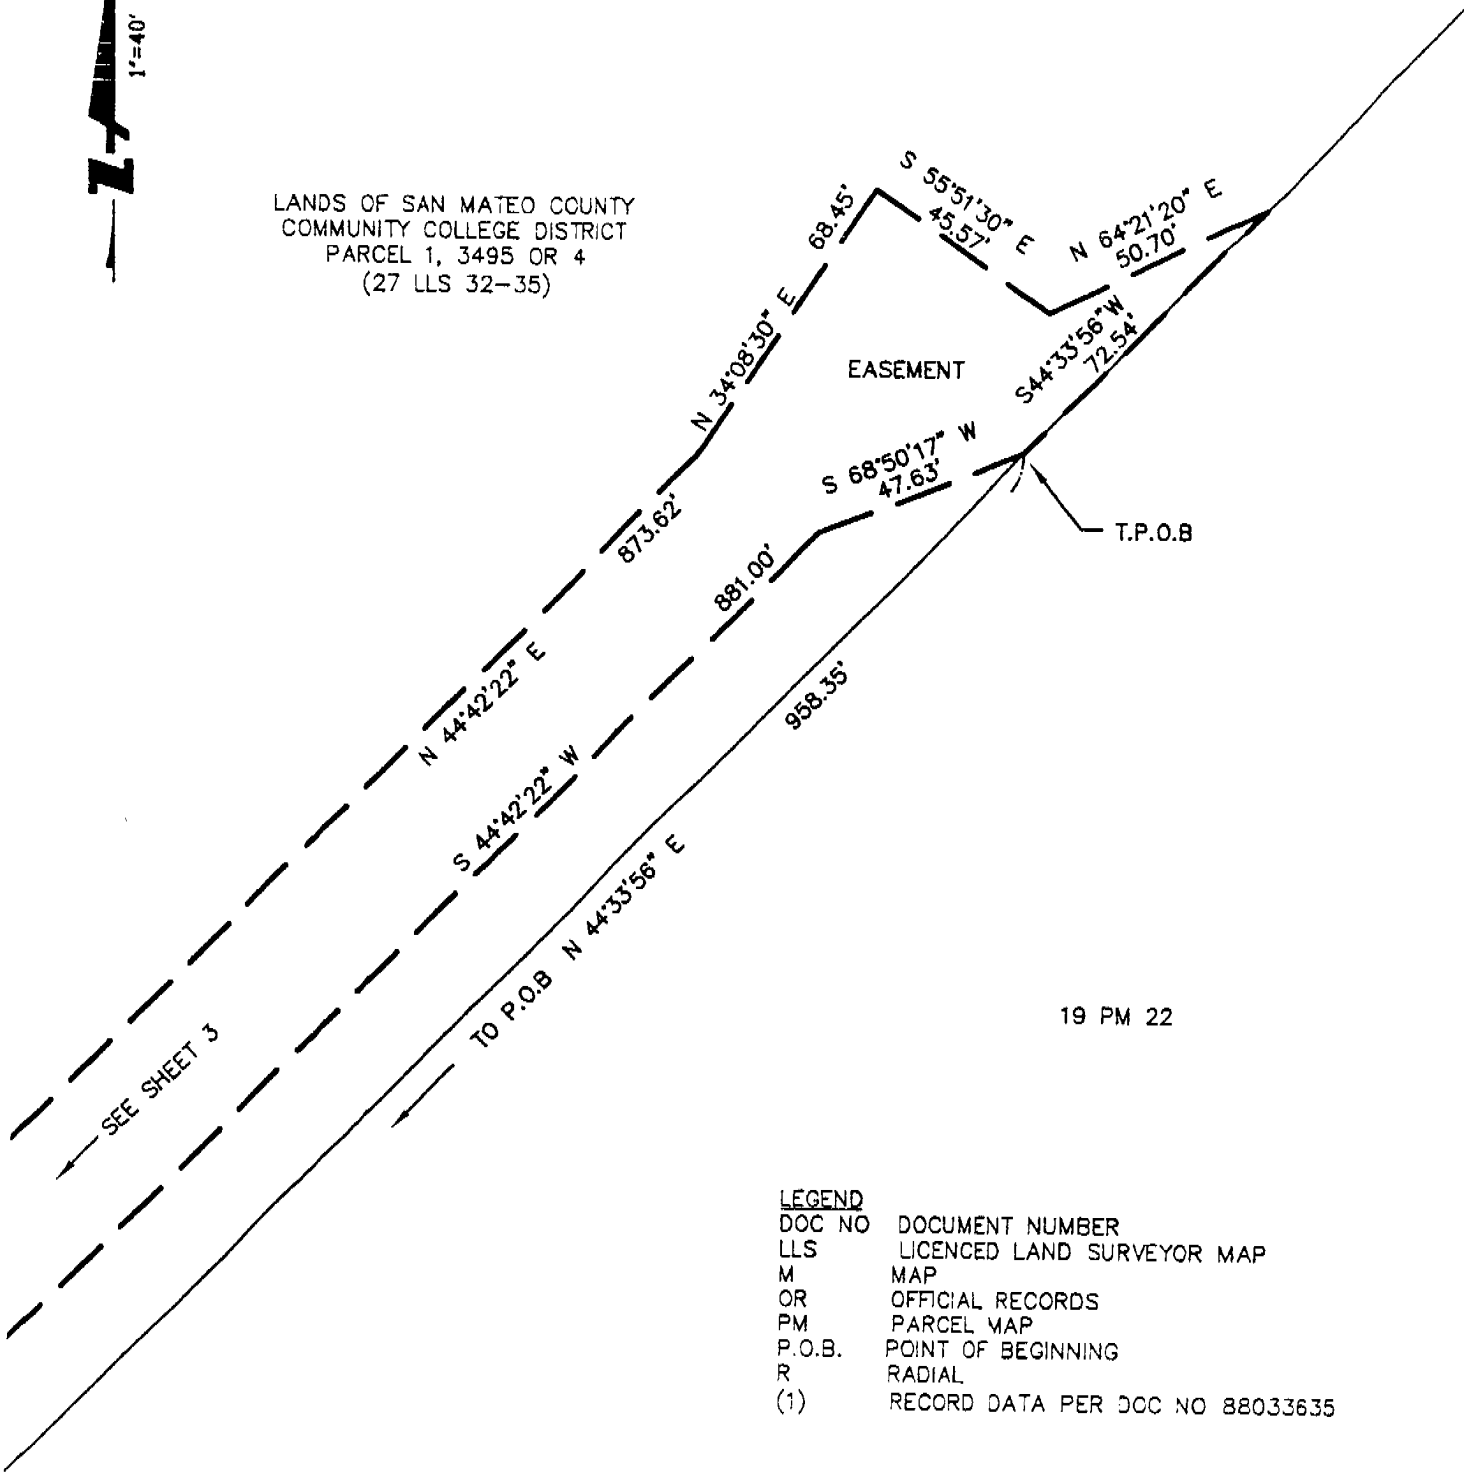 1"=40'
LANDS OF SAN MATEO COUNTY
COMMUNITY COLLEGE DISTRICT
PARCEL 1, 3495 OR 4
(27 LLS 32-35)
S 55°51'30" E
45.57'
N 64°21'20" E
50.70'
N 34°08'30" E
68.45'
EASEMENT
S44°33'56"W
72.54'
S 68°50'17" W
47.63'
T.P.O.B
873.62'
N 44°42'22" E
881.00'
S 44°42'22" W
958.35'
TO P.O.B N 44°33'56" E
SEE SHEET 3
19 PM 22
LEGEND
DOC NO DOCUMENT NUMBER
LLS LICENCED LAND SURVEYOR MAP
M MAP
OR OFFICIAL RECORDS
PM PARCEL MAP
P.O.B. POINT OF BEGINNING
R RADIAL
(1) RECORD DATA PER DOC NO 88033635